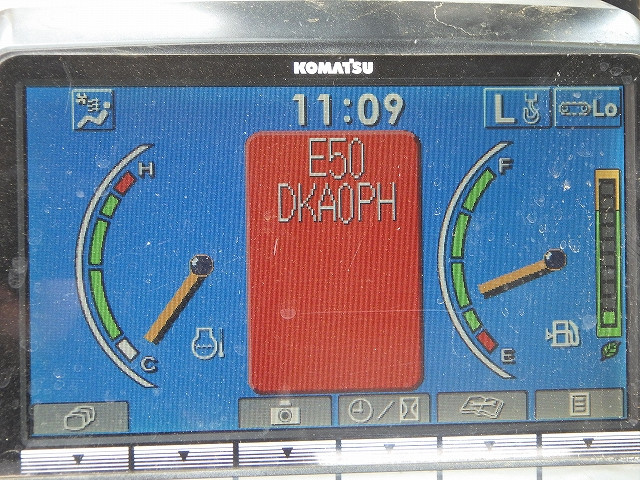 KOMATSU
11:09
L
Lo
E50
DKA0PH
H
F
C
E